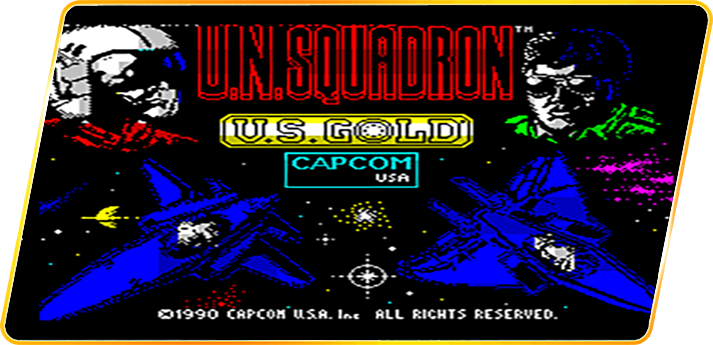 U.N. SQUADRON™
U.S. GOLD
CAPCOM
USA
©1990 CAPCOM U.S.A. Inc ALL RIGHTS RESERVED.